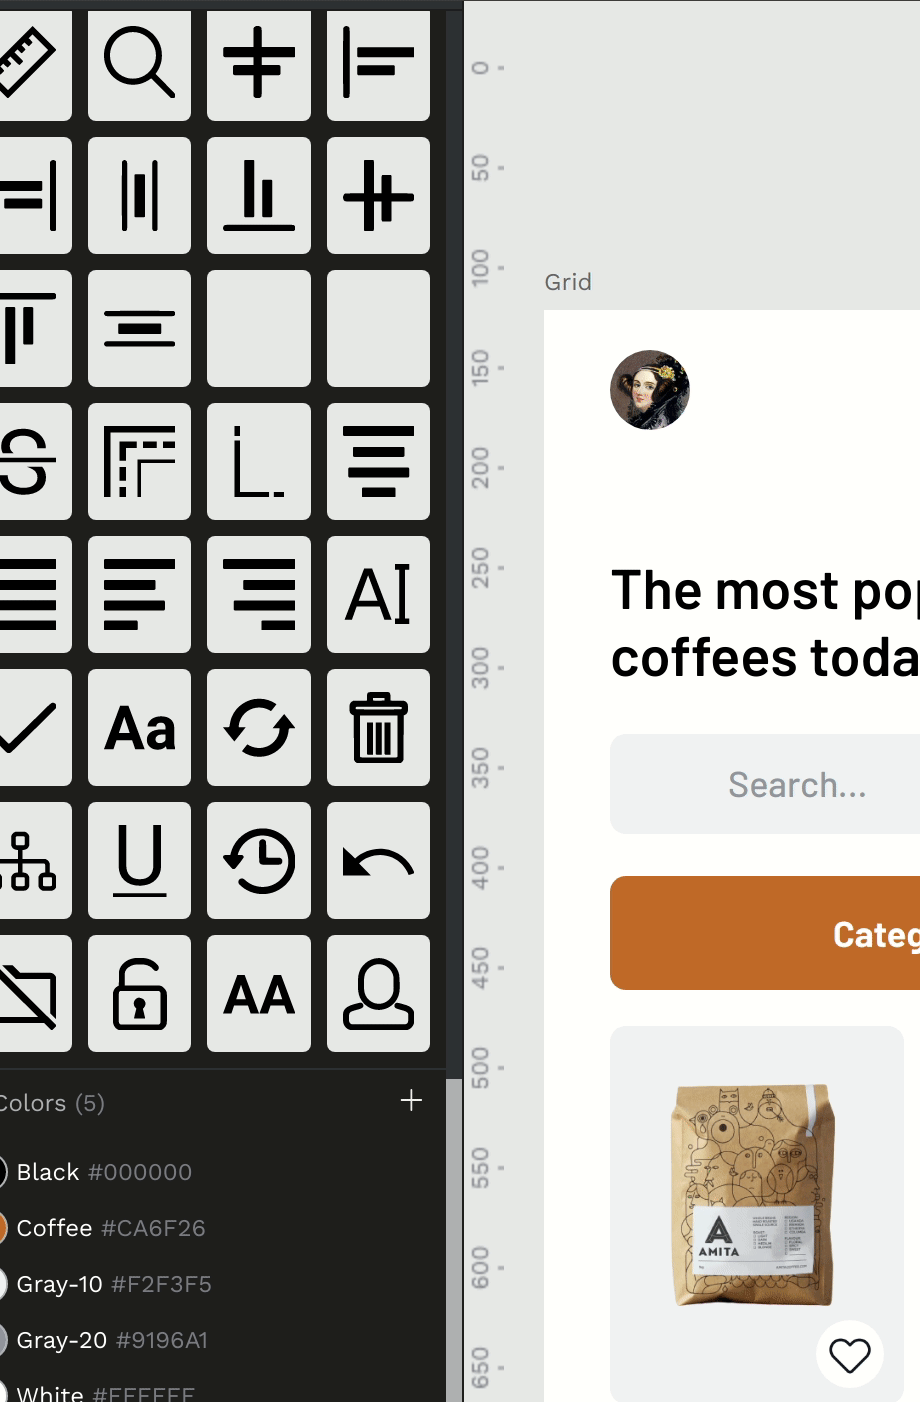 Aa
U
AA
AI
Colors (5)
Black #000000
Coffee #CA6F26
Gray-10 #F2F3F5
Gray-20 #9196A1
White #FFFFFF
0
50
100
150
200
250
300
350
400
450
500
550
600
650
Grid
The most pop
coffees toda
Search...
Categ
A
AMITA